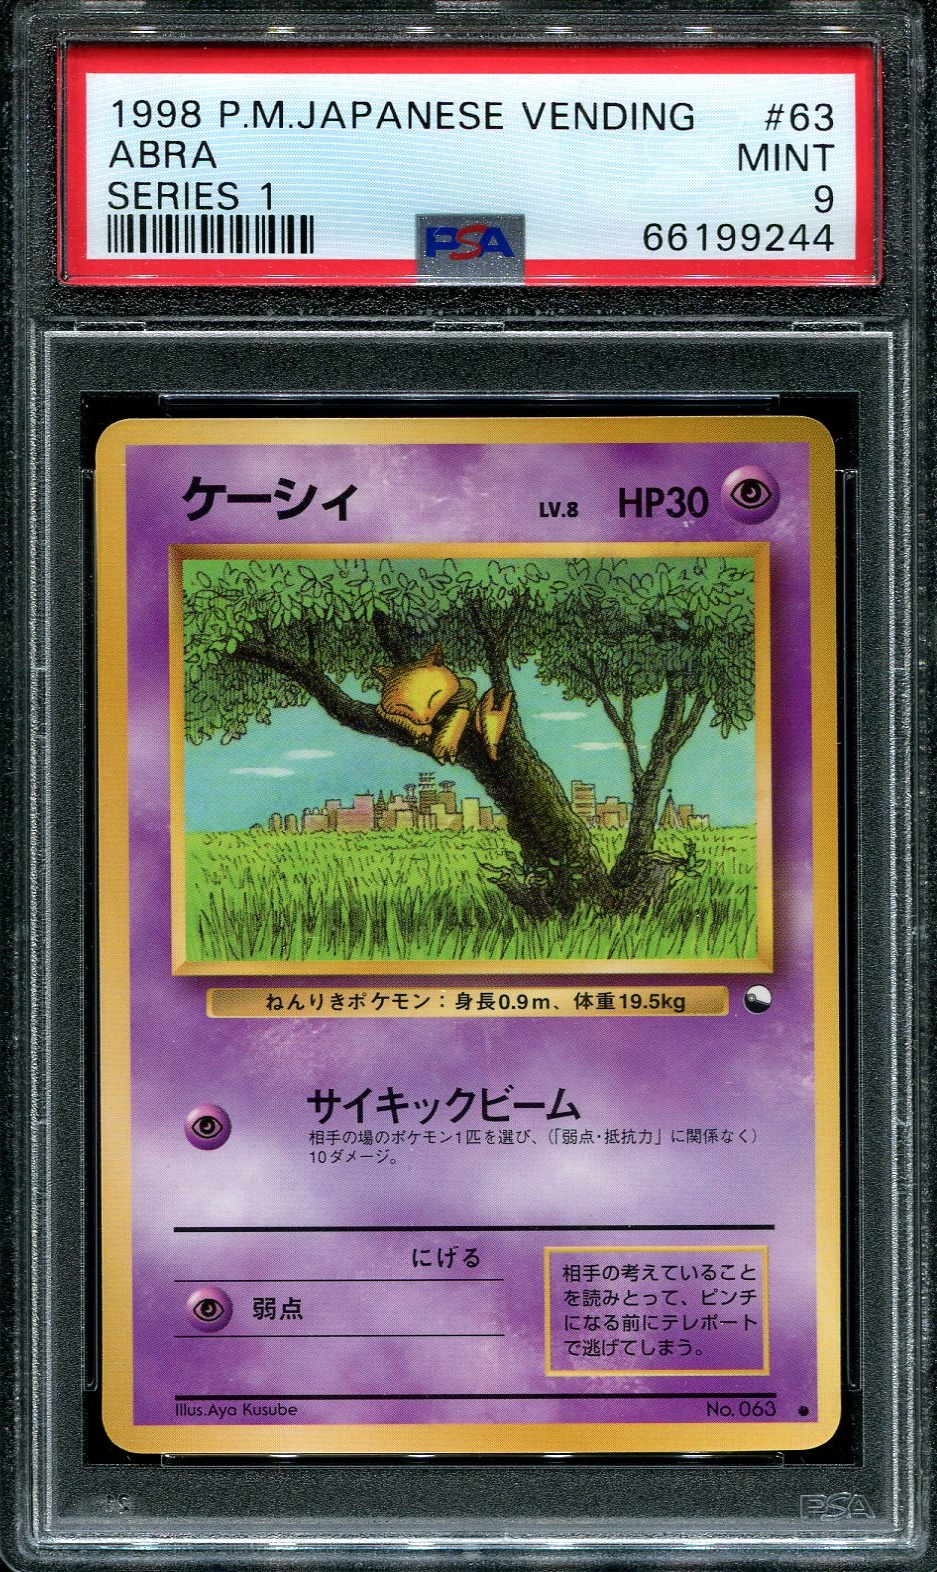 1998 P.M.JAPANESE VENDING #63
ABRA MINT
SERIES 1 9
PSA 66199244
ケーシィ LV.8 HP30
ねんりきポケモン：身長0.9m、体重19.5kg
サイキックビーム
相手の場のポケモン1匹を選び、（「弱点・抵抗力」に関係なく）
10ダメージ。
にげる
弱点
相手の考えていること
を読みとって、ピンチ
になる前にテレポート
で逃げてしまう。
Illus.Aya Kusube No.063
PSA